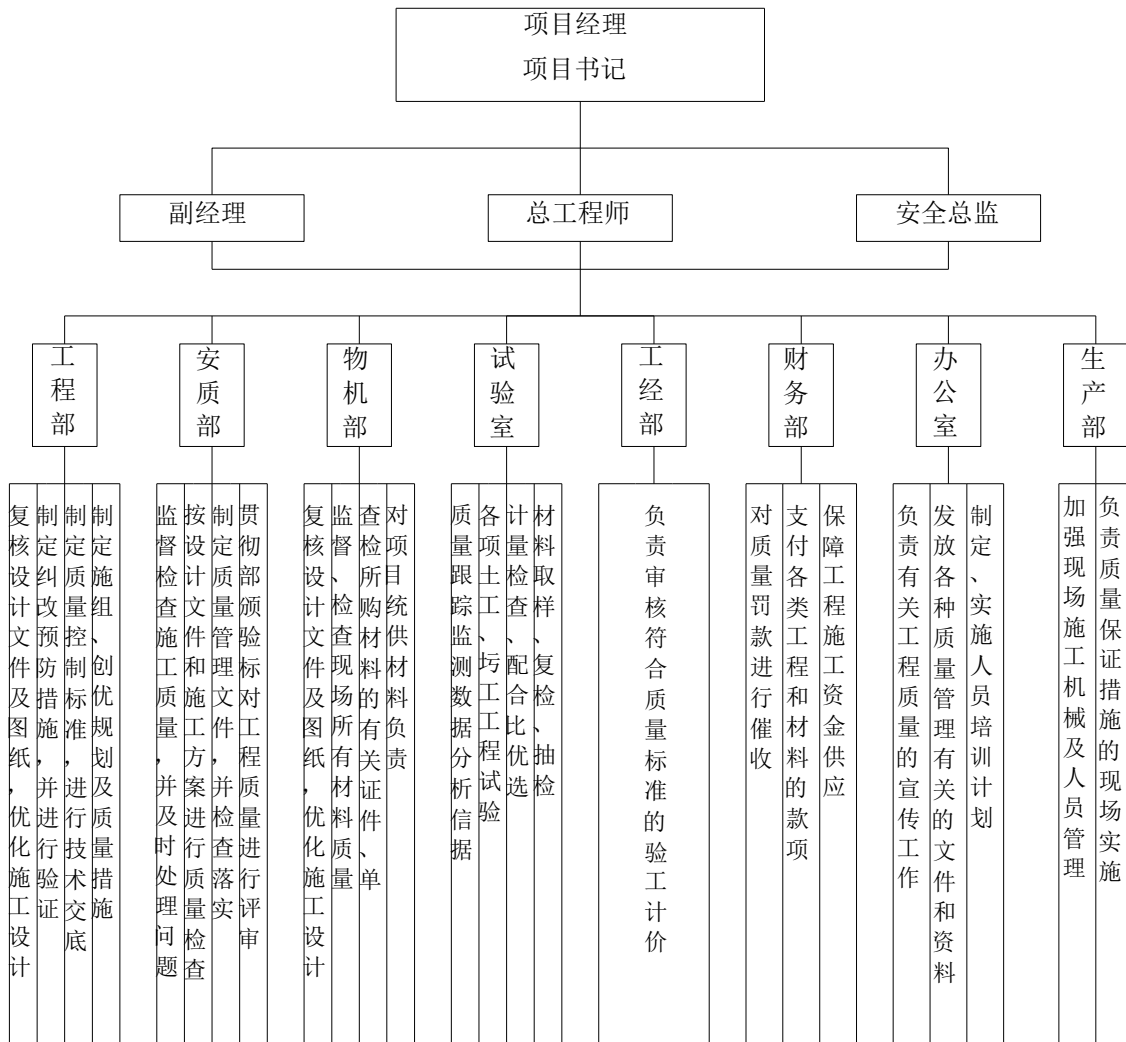 项目经理
项目书记
副经理
总工程师
安全总监
工程部
安质部
物机部
试验室
工经部
财务部
办公室
生产部
复核设计文件及图纸，优化施工设计
制定纠改预防措施，并进行验证
制定质量控制标准，进行技术交底
制定施组、创优规划及质量措施
监督检查施工质量，并及时处理问题
按设计文件和施工方案进行质量检查
制定质量管理文件，并检查落实
贯彻部颁验标对工程质量进行评审
复核设计文件及图纸，优化施工设计
监督、检查现场所有材料质量
查检所购材料的有关证件、单
对项目统供材料负责
质量跟踪监测数据分析信据
各项土工、圬工工程试验
计量检查、配合比优选
材料取样、复检、抽检
负责审核符合质量标准的验工计价
对质量罚款进行催收
支付各类工程和材料的款项
保障工程施工资金供应
负责有关工程质量的宣传工作
发放各种质量管理有关的文件和资料
制定、实施人员培训计划
加强现场施工机械及人员管理
负责质量保证措施的现场实施